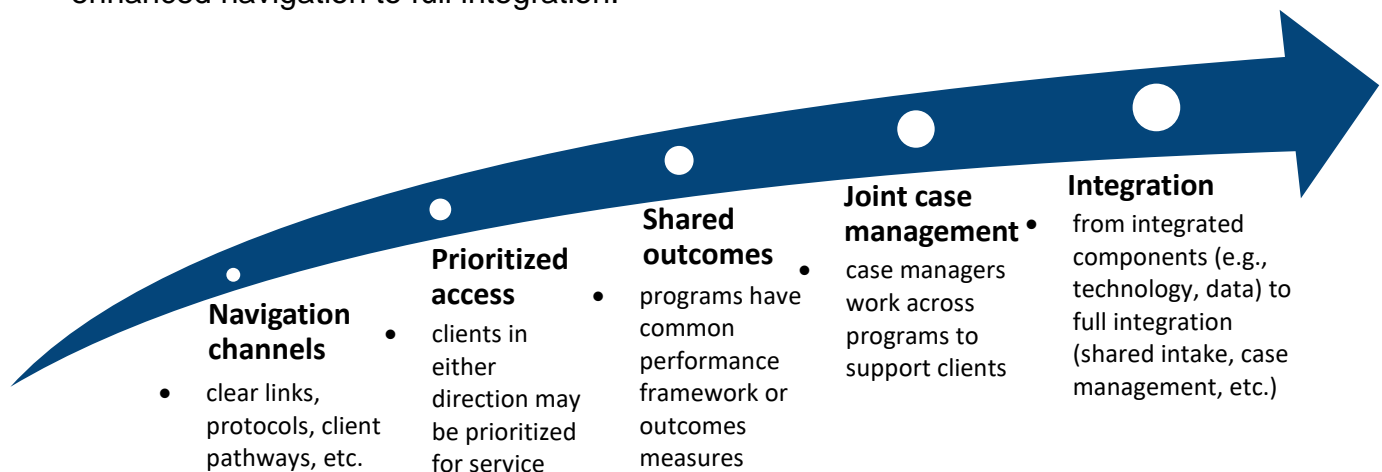 enhanced navigation to full integration.
Navigation
channels
• clear links,
protocols, client
pathways, etc.
Prioritized
access
• clients in
either
direction may
be prioritized
for service
Shared
outcomes
• programs have
common
performance
framework or
outcomes
measures
Joint case
management
• case managers
work across
programs to
support clients
Integration
• from integrated
components (e.g.,
technology, data) to
full integration
(shared intake, case
management, etc.)